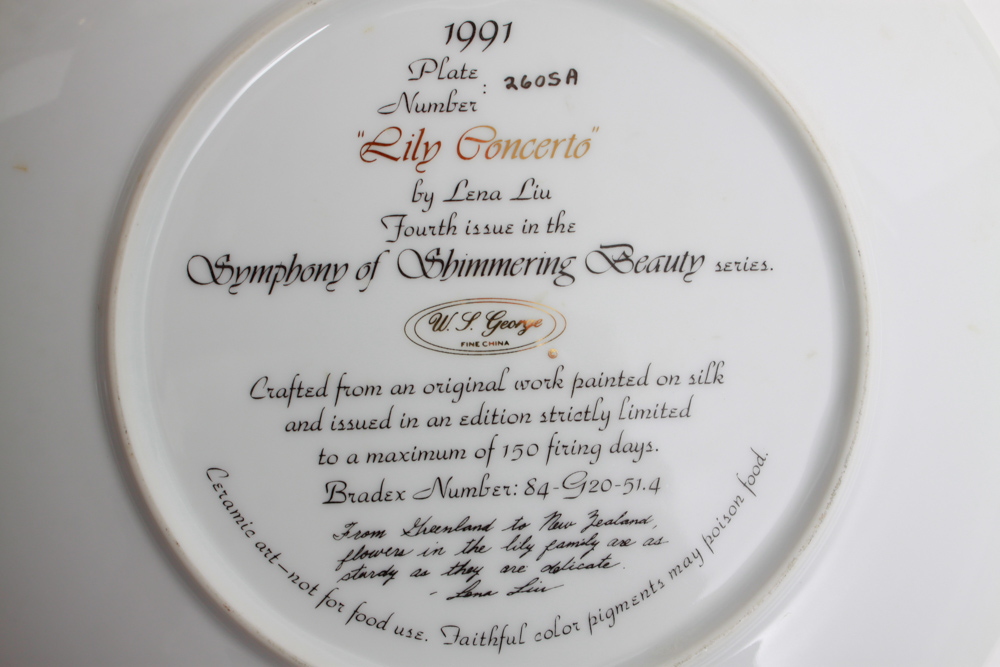 1991
Plate
Number : 2605A
"Lily Concerto"
by Lena Liu
Fourth issue in the
Symphony of Shimmering Beauty series.
W. S. George
FINE CHINA
Crafted from an original work painted on silk
and issued in an edition strictly limited
to a maximum of 150 firing days.
Bradex Number: 84-G20-51.4
From Greenland to New Zealand,
flowers in the lily family are as
sturdy as they are delicate.
- Lena Liu
Ceramic art—not for food use. Faithful color pigments may poison food.